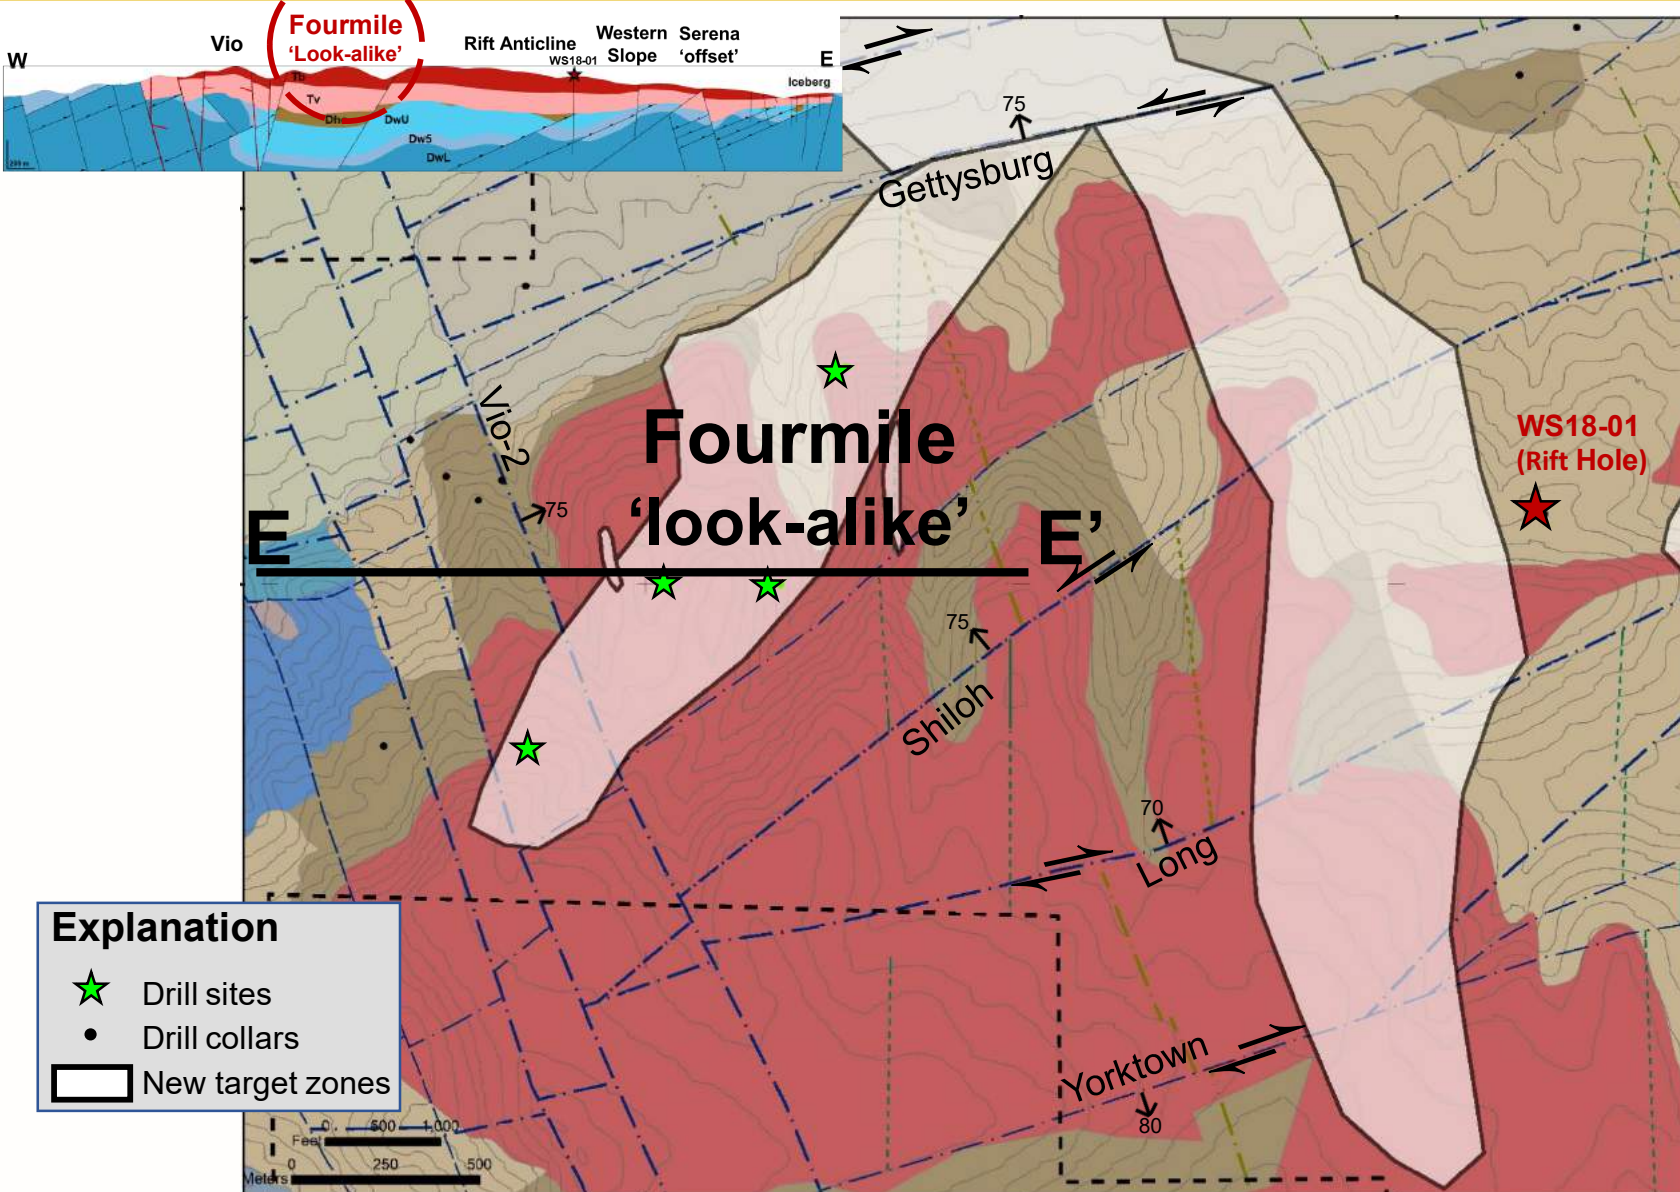 W
Vio
Fourmile
‘Look-alike’
Rift Anticline
WS18-01
Western
Slope
Serena
‘offset’
E
Iceberg
Tb
Tv
DwU
Dw5
DwL
75
Gettysburg
Vio-2
75
Fourmile
‘look-alike’
E
E’
WS18-01
(Rift Hole)
75
Shiloh
70
Long
Yorktown
80
Explanation
Drill sites
Drill collars
New target zones
0 500 1,000
Feet
0 250 500
Meters